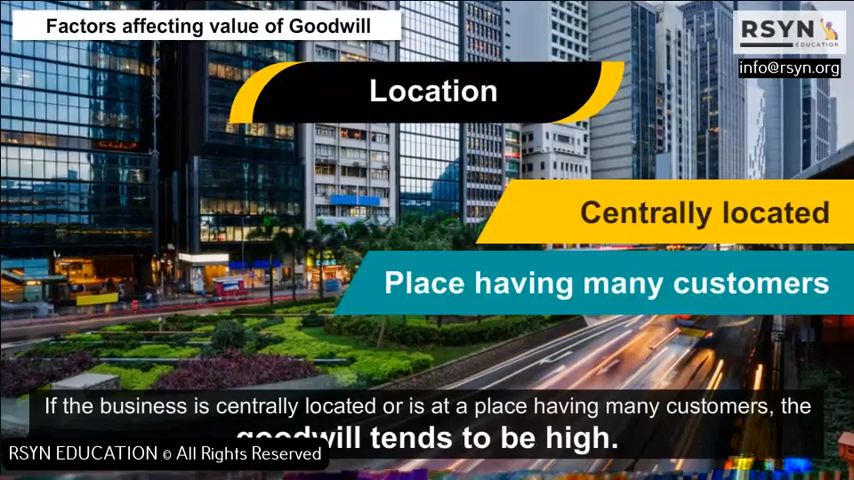 Factors affecting value of Goodwill
RSYN
EDUCATION
info@rsyn.org
Location
Centrally located
Place having many customers
If the business is centrally located or is at a place having many customers, the
goodwill tends to be high.
RSYN EDUCATION © All Rights Reserved